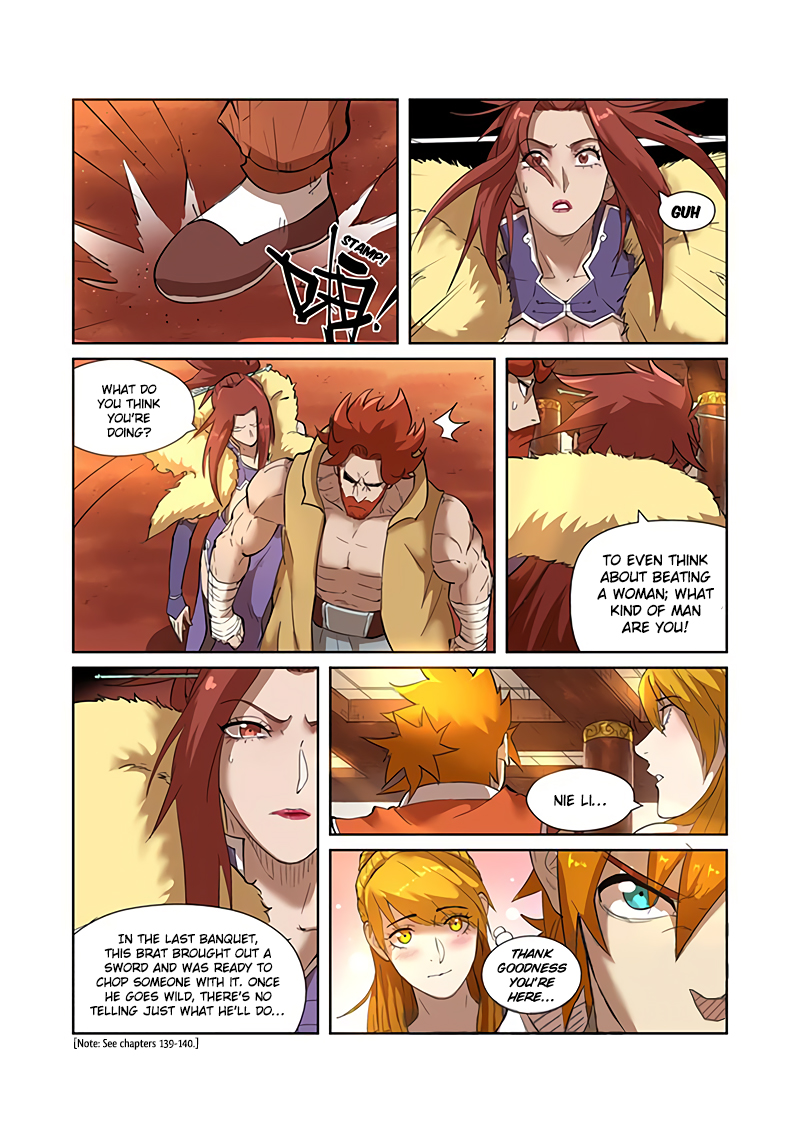 STAMP!
GUH
WHAT DO
YOU THINK
YOU'RE
DOING?
TO EVEN THINK
ABOUT BEATING
A WOMAN; WHAT
KIND OF MAN
ARE YOU!
IN THE LAST BANQUET,
THIS BRAT BROUGHT OUT A
SWORD AND WAS READY TO
CHOP SOMEONE WITH IT. ONCE
HE GOES WILD, THERE'S NO
TELLING JUST WHAT HE'LL DO...
[Note: See chapters 139-140.]
NIE LI...
THANK
GOODNESS
YOU'RE
HERE...